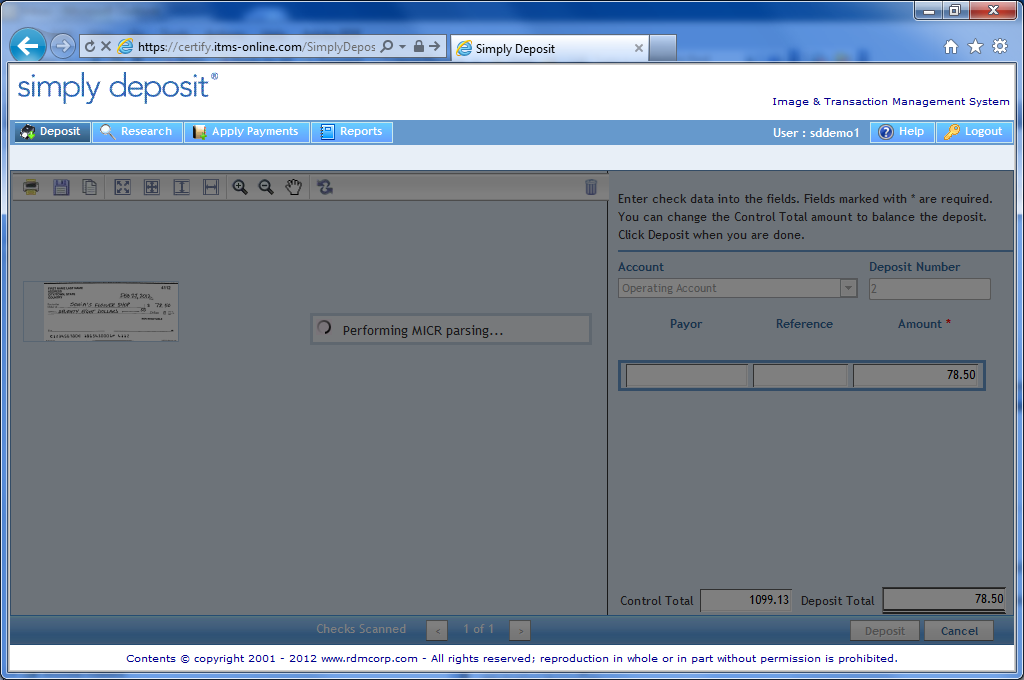 https://certify.itms-online.com/SimplyDepos
Simply Deposit
simply deposit®
Image & Transaction Management System
Deposit Research Apply Payments Reports
User : sddemo1 Help Logout
Enter check data into the fields. Fields marked with * are required.
You can change the Control Total amount to balance the deposit.
Click Deposit when you are done.
Account Deposit Number
Operating Account 2
Payor Reference Amount *
78.50
4112
FEB 27, 2012
SONIA'S FLOWER SHOP $ 78.50
SEVENTY EIGHT DOLLARS
Performing MICR parsing...
Control Total 1099.13 Deposit Total 78.50
Checks Scanned < 1 of 1 >
Deposit Cancel
Contents © copyright 2001 - 2012 www.rdmcorp.com - All rights reserved; reproduction in whole or in part without permission is prohibited.